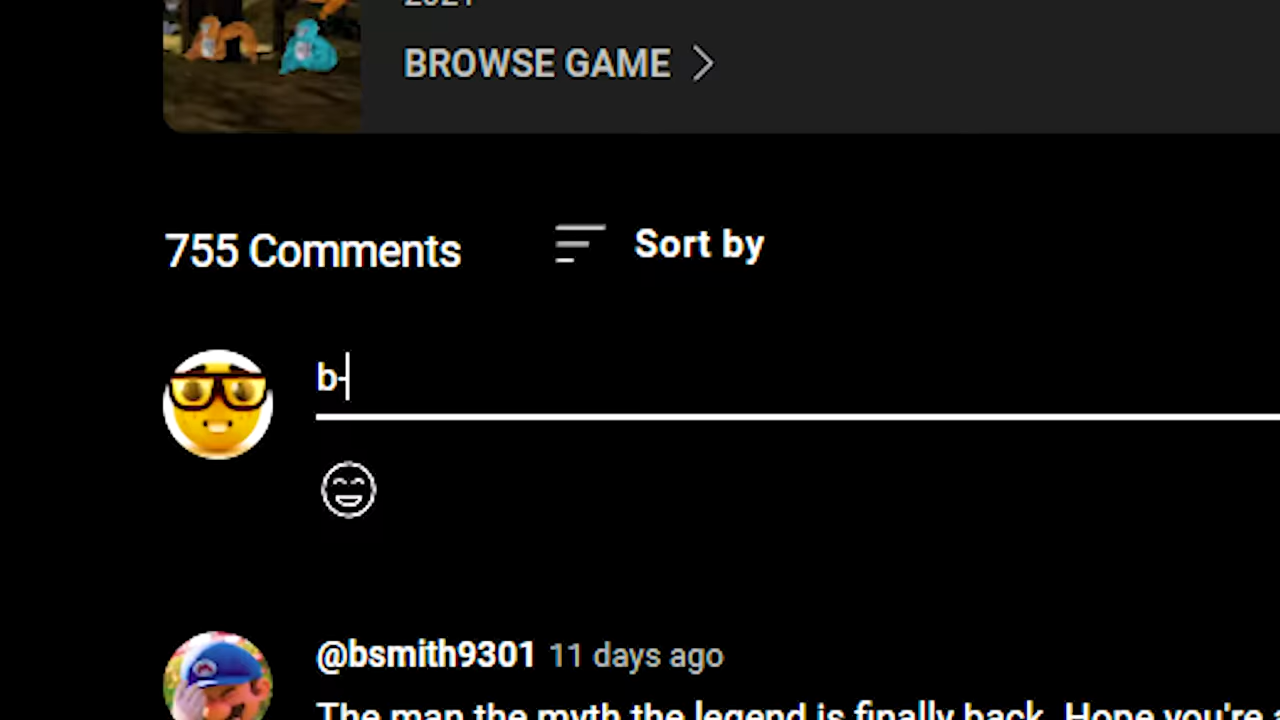 2021
BROWSE GAME
755 Comments
Sort by
b-
@bsmith9301 11 days ago
The man the myth the legend is finally back. Hope you're